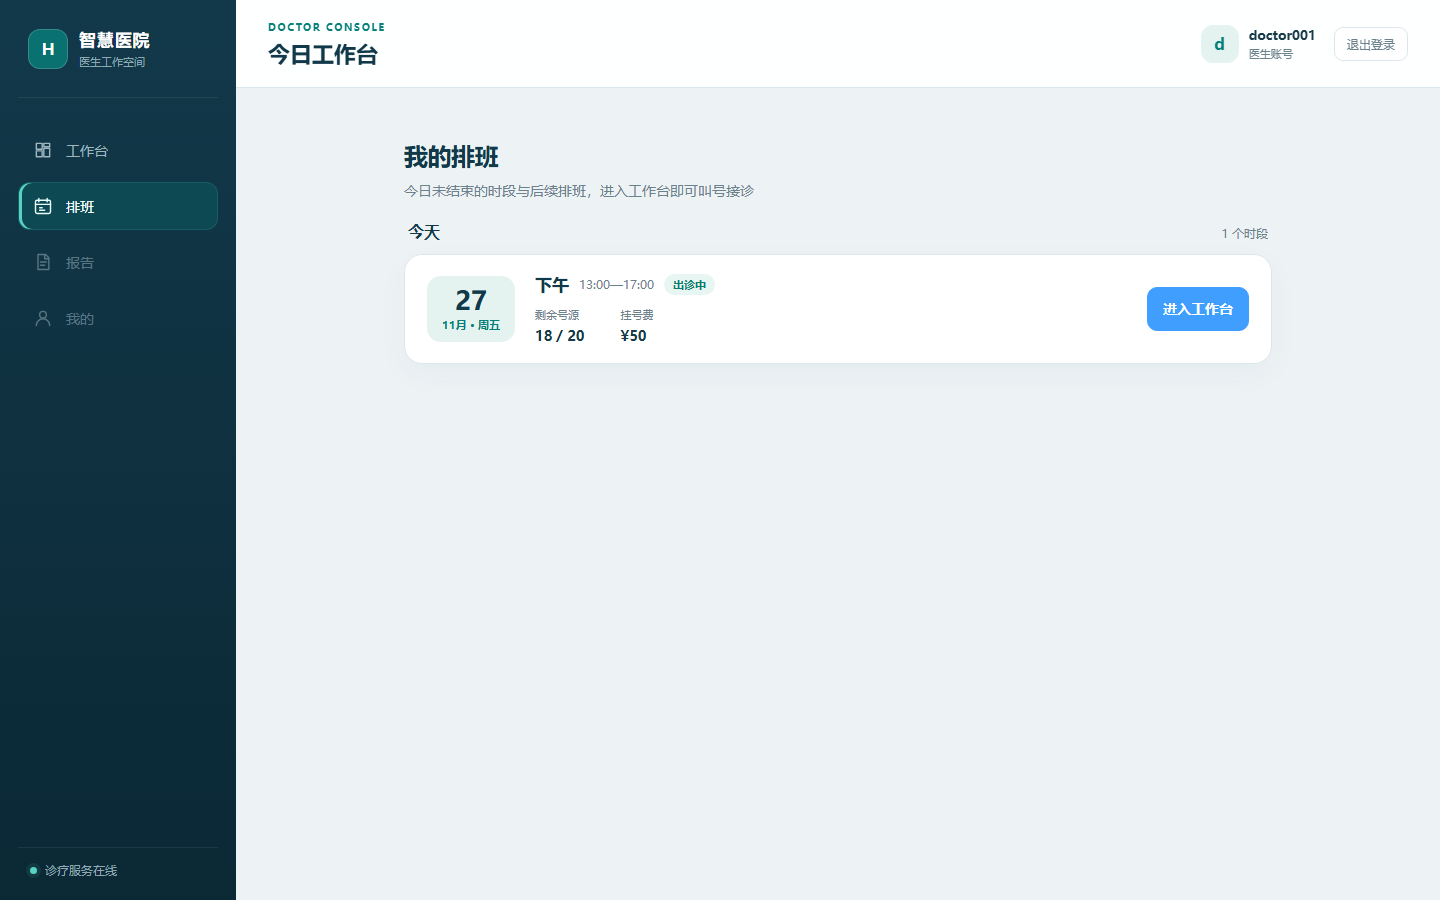 H
智慧医院
医生工作空间
工作台
排班
报告
我的
诊疗服务在线
DOCTOR CONSOLE
今日工作台
d
doctor001
医生账号
退出登录
我的排班
今日未结束的时段与后续排班，进入工作台即可叫号接诊
今天
1 个时段
27
11月 • 周五
下午 13:00—17:00 出诊中
剩余号源 挂号费
18 / 20 ¥50
进入工作台